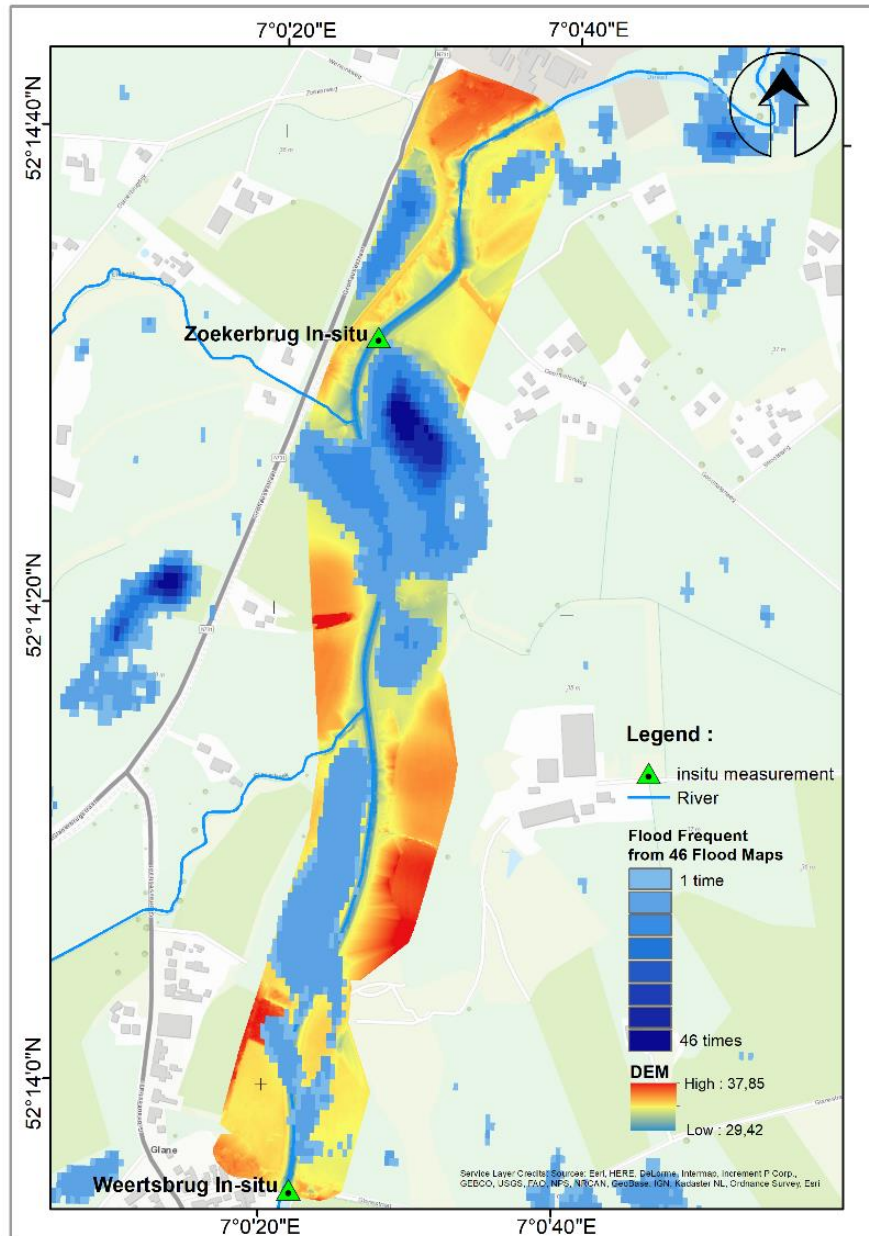 7°0'20"E
7°0'40"E
52°14'40"N
Zoekerbrug In-situ
52°14'20"N
Legend :
insitu measurement
River
Flood Frequent
from 46 Flood Maps
1 time
46 times
DEM
High : 37,85
Low : 29,42
52°14'0"N
Glane
Weertsbrug In-situ
Service Layer Credits: Sources: Esri, HERE, DeLorme, Intermap, increment P Corp.,
GEBCO, USGS, FAO, NPS, NRCAN, GeoBase, IGN, Kadaster NL, Ordnance Survey, Esri
7°0'20"E
7°0'40"E